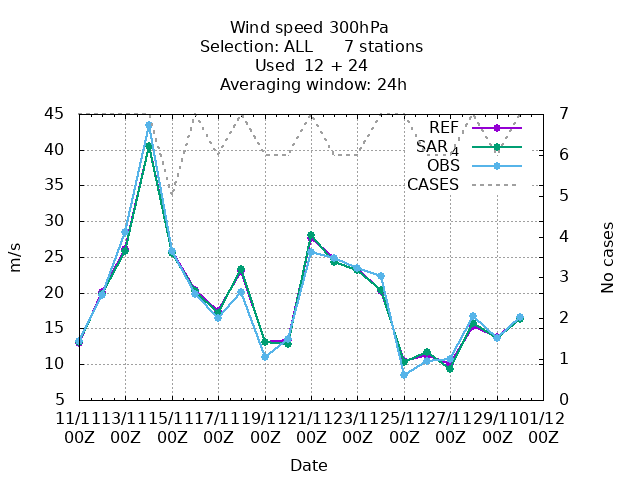 Wind speed 300hPa
Selection: ALL 7 stations
Used 12 + 24
Averaging window: 24h
45 7
REF
40 SAR 4 6
OBS
35 CASES 5
30 4
25 3
20 2
15 1
10
5 0
m/s
No cases
11/11 13/11 15/11 17/11 19/11 21/11 23/11 25/11 27/11 29/11 01/12
00Z 00Z 00Z 00Z 00Z 00Z 00Z 00Z 00Z 00Z 00Z
Date